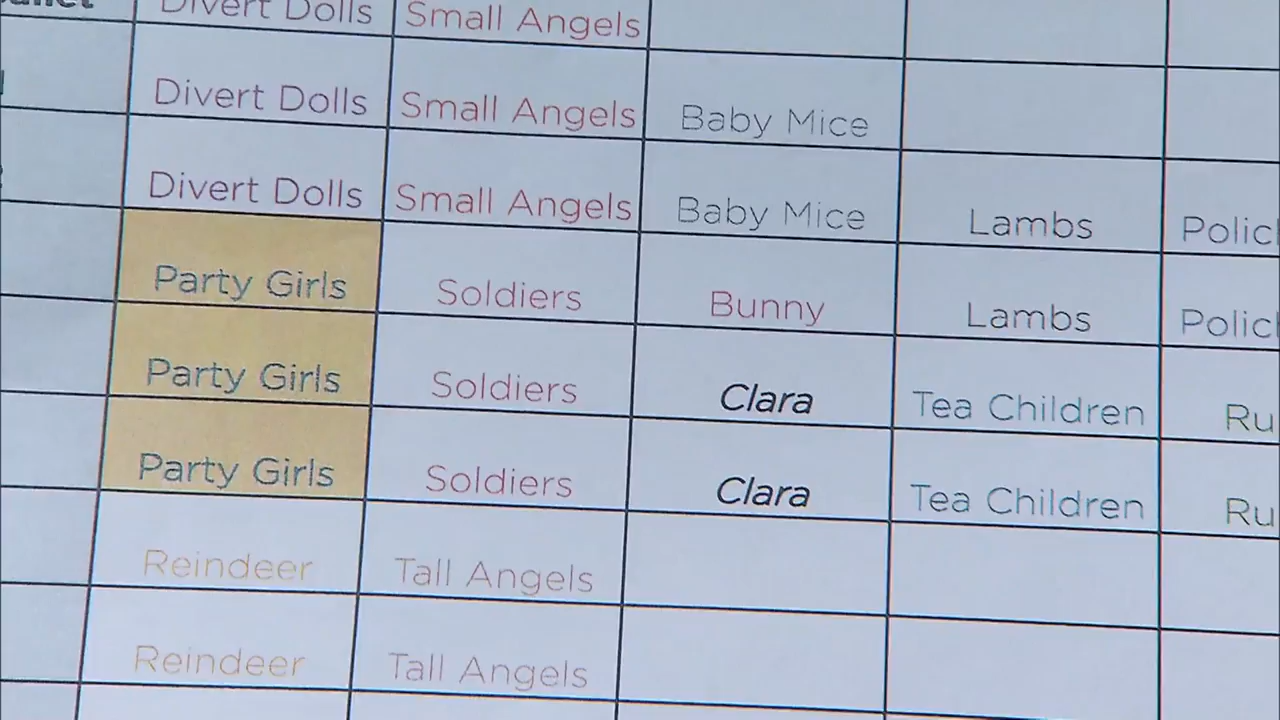 Divert Dolls Small Angels
Divert Dolls Small Angels Baby Mice
Divert Dolls Small Angels Baby Mice Lambs
Party Girls Soldiers Bunny Lambs
Party Girls Soldiers Clara Tea Children Ru
Party Girls Soldiers Clara Tea Children Ru
Reindeer Tall Angels
Reindeer Tall Angels